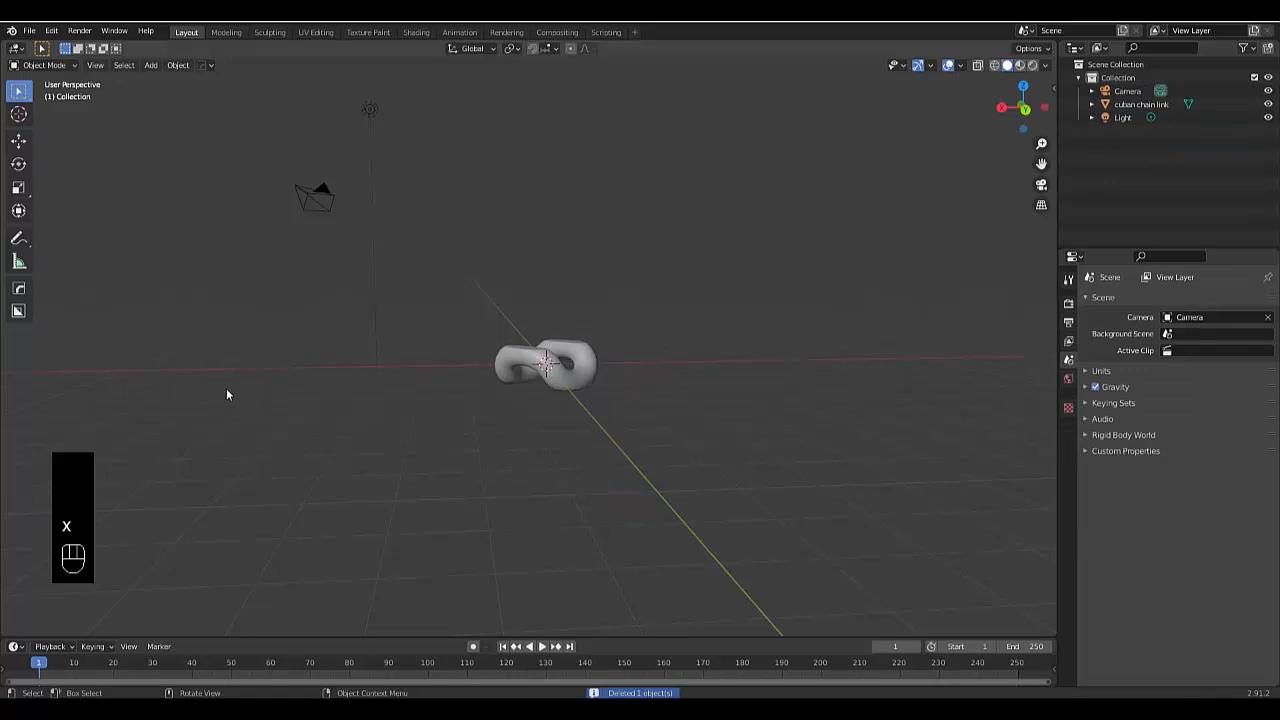 File Edit Render Window Help Layout Modeling Sculpting UV Editing Texture Paint Shading Animation Rendering Compositing Scripting + Scene View Layer
Global Options
Object Mode View Select Add Object
User Perspective
(1) Collection
Z
X
Y
Scene Collection
Collection
Camera
cuban chain link
Light
Scene View Layer
Scene
Camera Camera
Background Scene
Active Clip
Units
Gravity
Keying Sets
Audio
Rigid Body World
Custom Properties
X
Playback Keying View Marker 1 Start 1 End 250
1 10 20 30 40 50 60 70 80 90 100 110 120 130 140 150 160 170 180 190 200 210 220 230 240 250
Select Box Select Rotate View Object Context Menu Deleted 1 object(s) 2.91.2